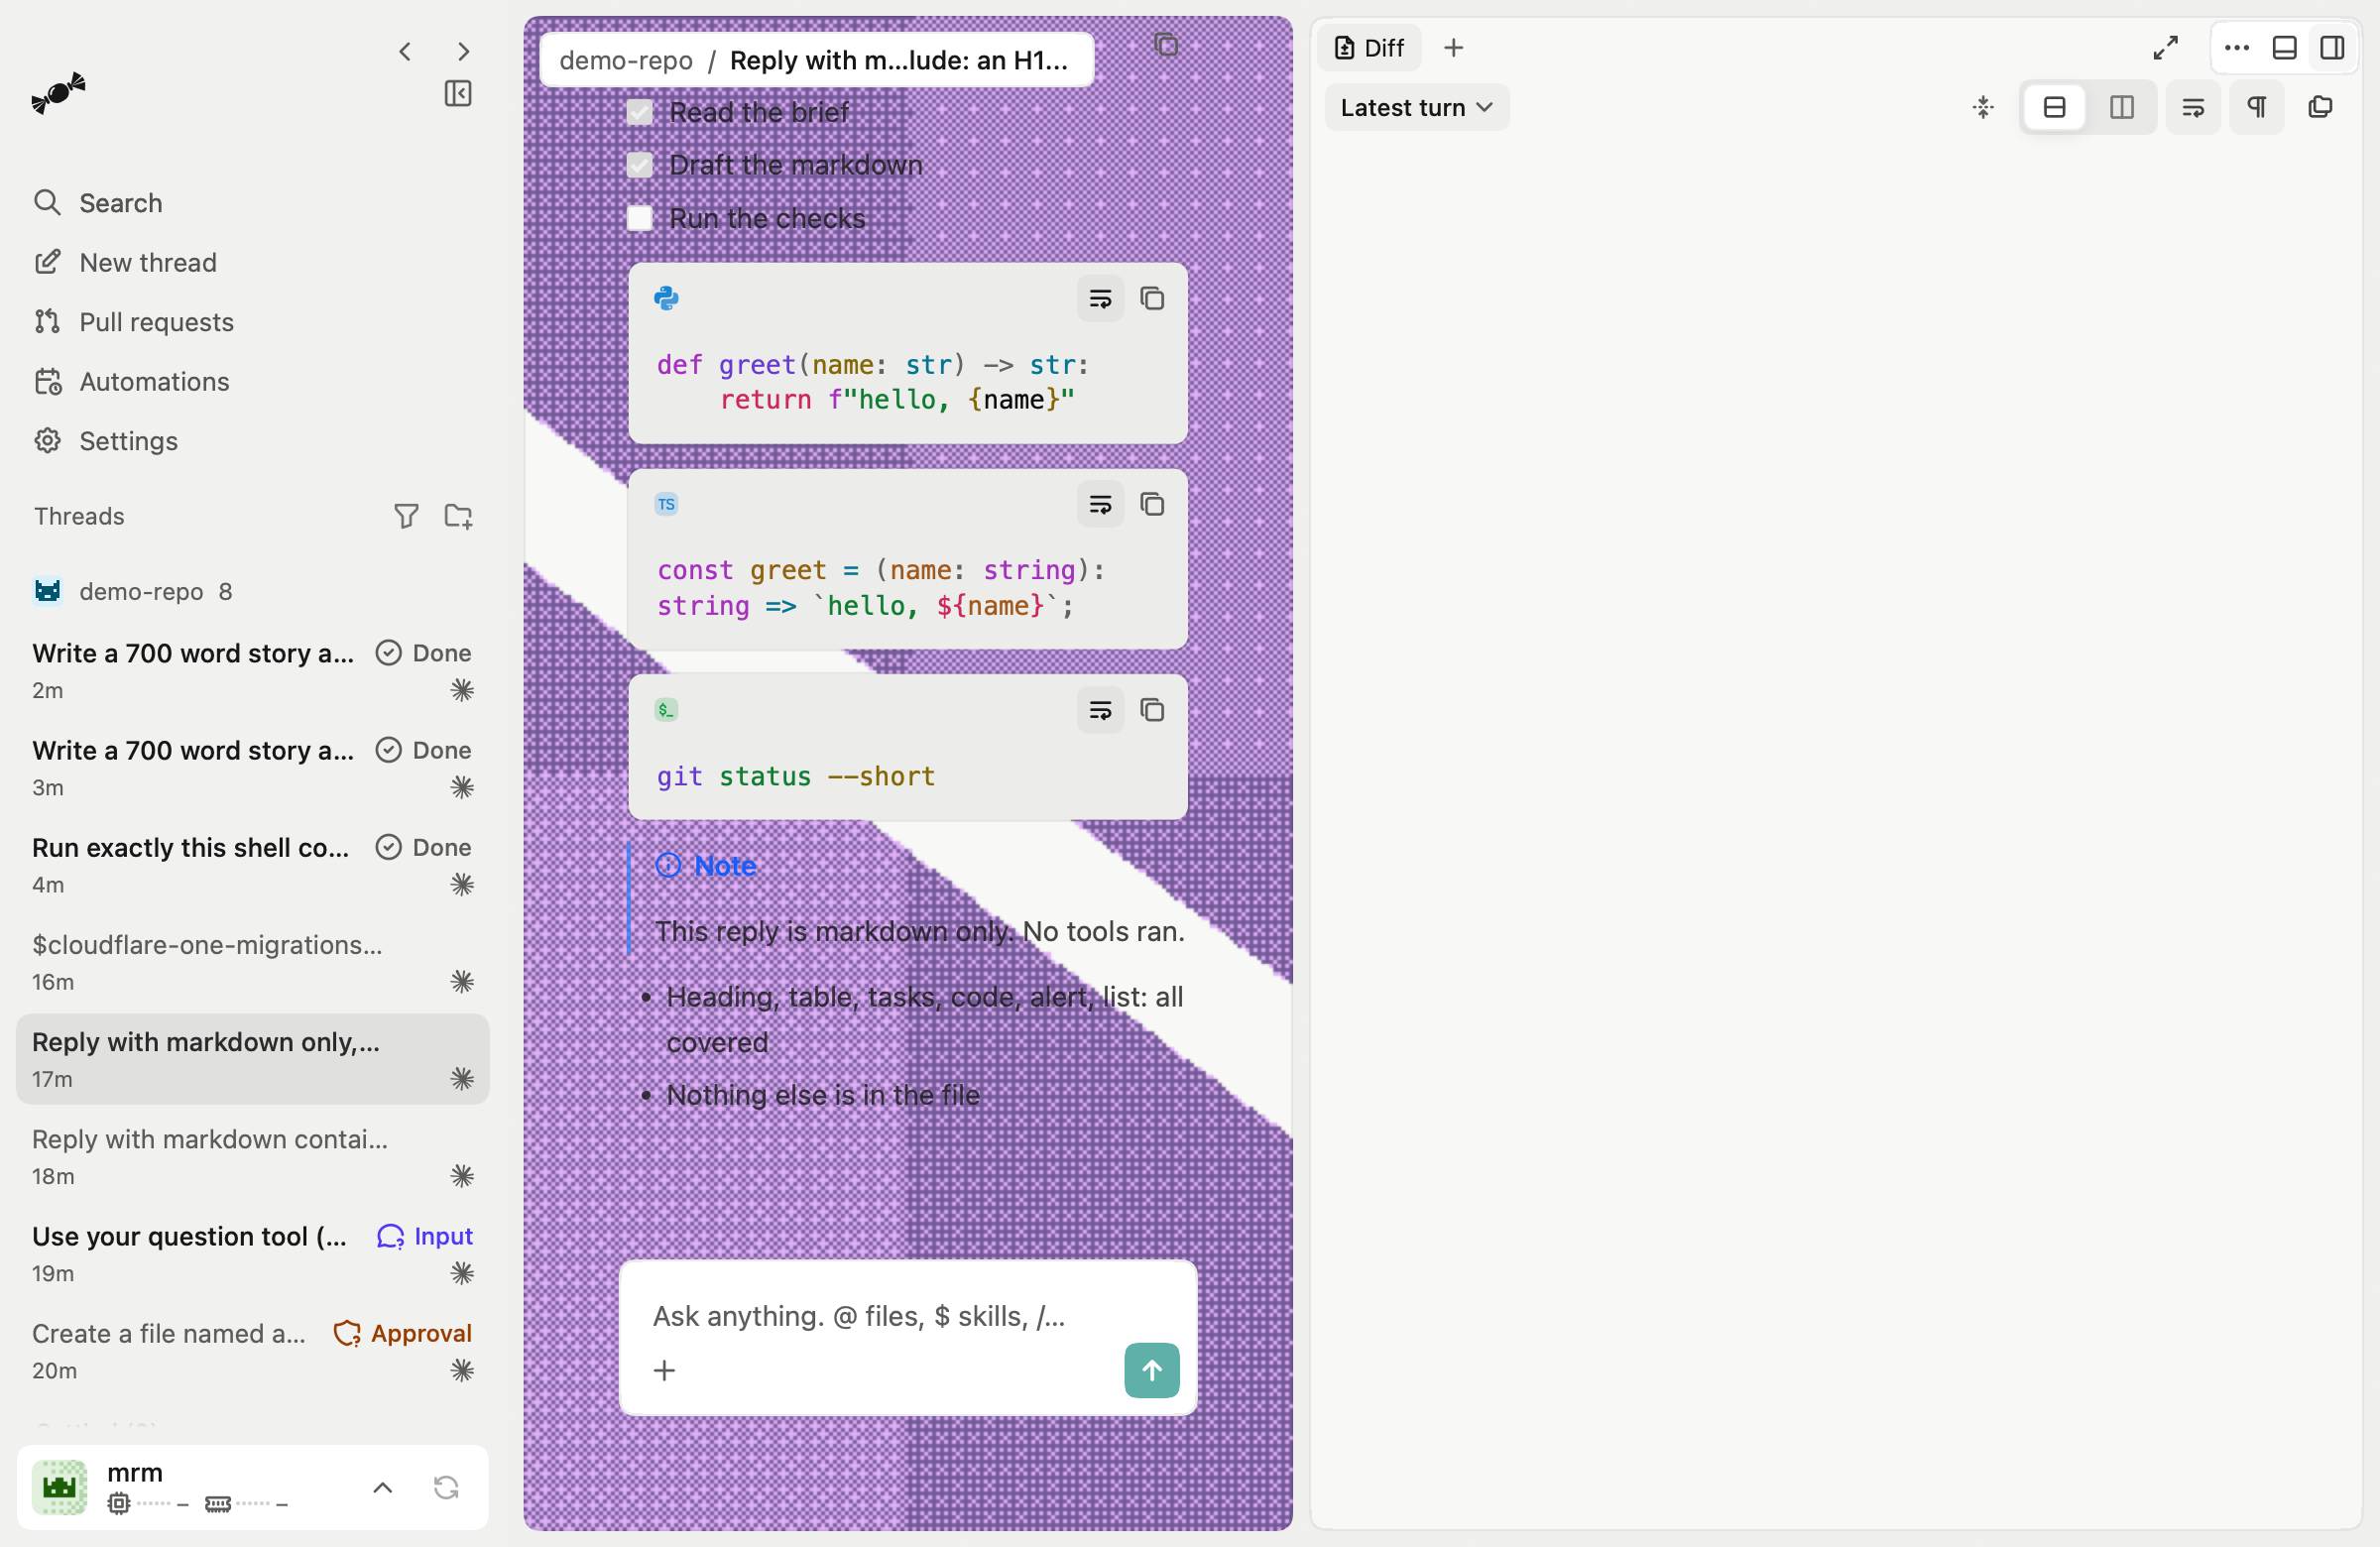 Search
New thread
Pull requests
Automations
Settings
Threads
demo-repo 8
Write a 700 word story a... Done
2m
Write a 700 word story a... Done
3m
Run exactly this shell co... Done
4m
$cloudflare-one-migrations...
16m
Reply with markdown only,...
17m
Reply with markdown contai...
18m
Use your question tool (... Input
19m
Create a file named a... Approval
20m
mrm
demo-repo / Reply with m...lude: an H1...
Read the brief
Draft the markdown
Run the checks
def greet(name: str) -> str:
    return f"hello, {name}"
TS
const greet = (name: string):
string => `hello, ${name}`;
$_
git status --short
Note
This reply is markdown only. No tools ran.
• Heading, table, tasks, code, alert, list: all
covered
• Nothing else is in the file
Ask anything. @ files, $ skills, /...
Diff
Latest turn